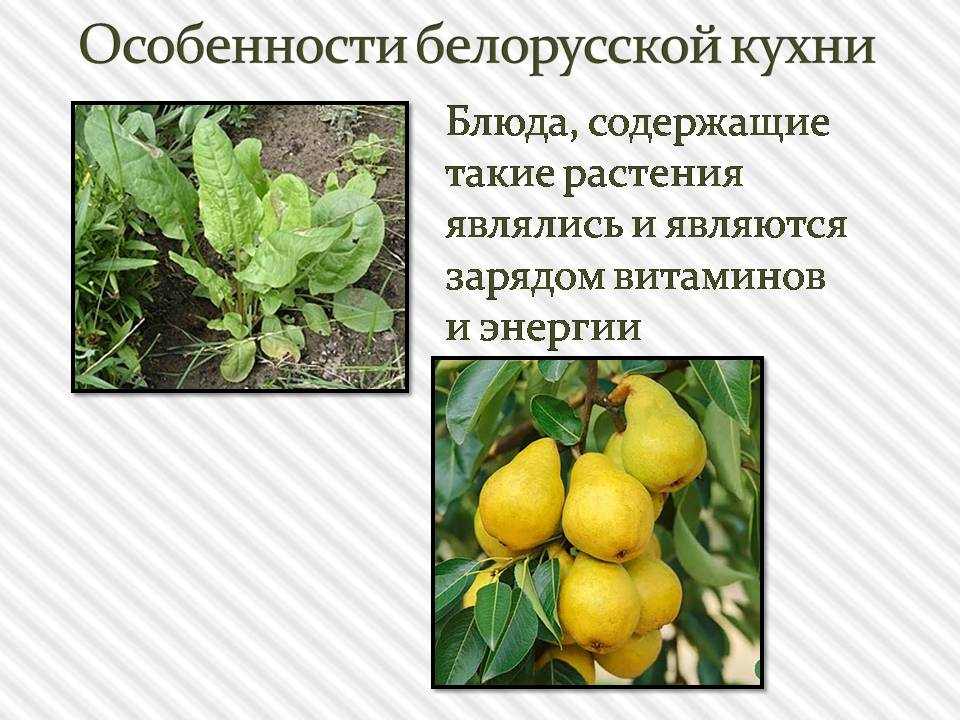 Особенности белорусской кухни
Блюда, содержащие
такие растения
являлись и являются
зарядом витаминов
и энергии